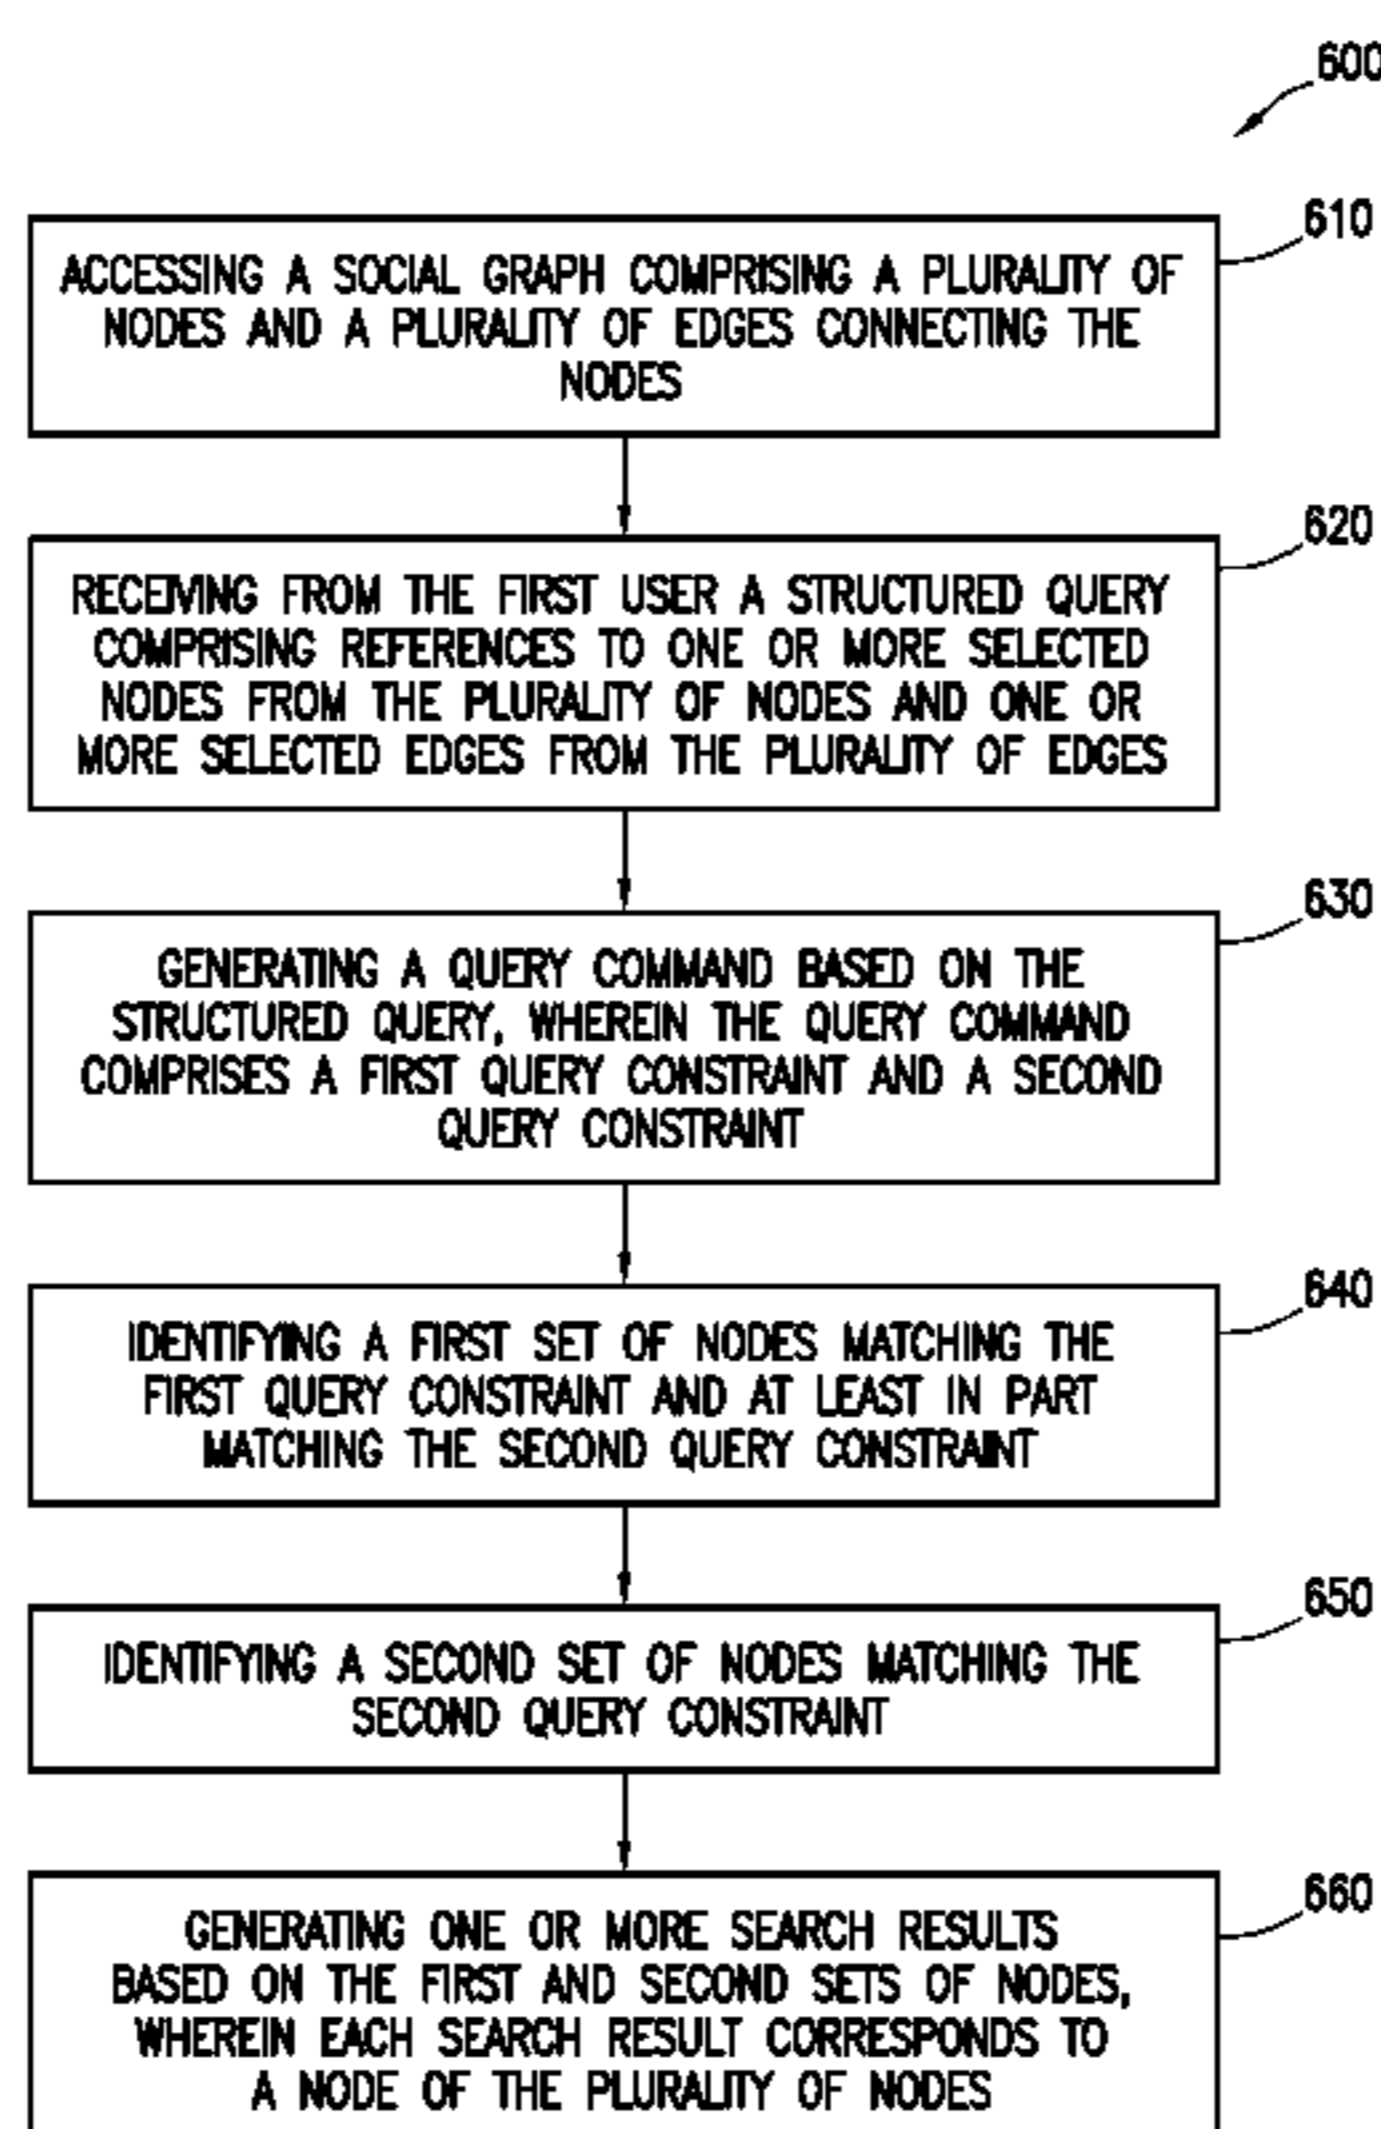 600
610
ACCESSING A SOCIAL GRAPH COMPRISING A PLURALITY OF
NODES AND A PLURALITY OF EDGES CONNECTING THE
NODES
620
RECEIVING FROM THE FIRST USER A STRUCTURED QUERY
COMPRISING REFERENCES TO ONE OR MORE SELECTED
NODES FROM THE PLURALITY OF NODES AND ONE OR
MORE SELECTED EDGES FROM THE PLURALITY OF EDGES
630
GENERATING A QUERY COMMAND BASED ON THE
STRUCTURED QUERY, WHEREIN THE QUERY COMMAND
COMPRISES A FIRST QUERY CONSTRAINT AND A SECOND
QUERY CONSTRAINT
640
IDENTIFYING A FIRST SET OF NODES MATCHING THE
FIRST QUERY CONSTRAINT AND AT LEAST IN PART
MATCHING THE SECOND QUERY CONSTRAINT
650
IDENTIFYING A SECOND SET OF NODES MATCHING THE
SECOND QUERY CONSTRAINT
660
GENERATING ONE OR MORE SEARCH RESULTS
BASED ON THE FIRST AND SECOND SETS OF NODES,
WHEREIN EACH SEARCH RESULT CORRESPONDS TO
A NODE OF THE PLURALITY OF NODES